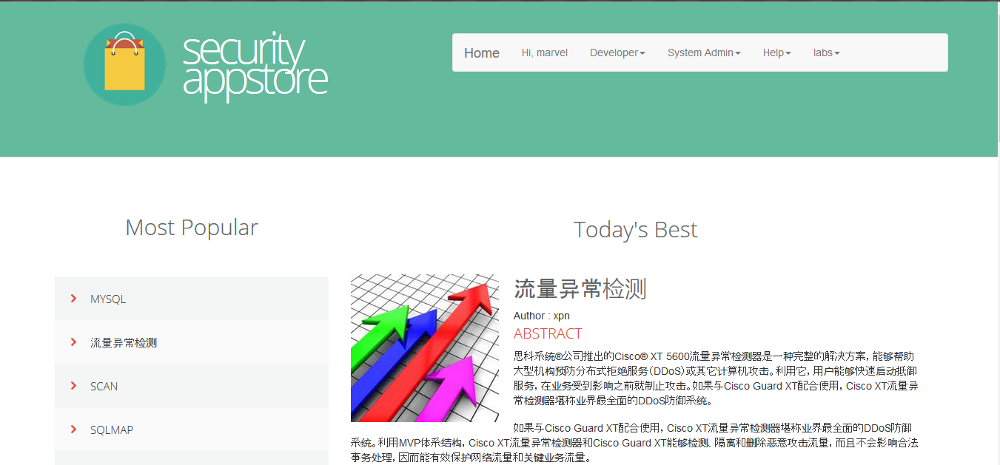 security
appstore
Home
Hi, marvel
Developer
System Admin
Help
labs
Most Popular
MYSQL
流量异常检测
SCAN
SQLMAP
Today's Best
流量异常检测
Author : xpn
ABSTRACT
思科系统®公司推出的Cisco® XT 5600流量异常检测器是一种完整的解决方案，能够帮助
大型机构预防分布式拒绝服务（DDoS）或其它计算机攻击。利用它，用户能够快速启动抵御
服务，在业务受到影响之前就制止攻击。如果与Cisco Guard XT配合使用，Cisco XT流量异
常检测器堪称业界最全面的DDoS防御系统。
如果与Cisco Guard XT配合使用，Cisco XT流量异常检测器堪称业界最全面的DDoS防御
系统。利用MVP体系结构，Cisco XT流量异常检测器和Cisco Guard XT能够检测、隔离和删除恶意攻击流量，而且不会影响合法
事务处理，因而能有效保护网络流量和关键业务流量。